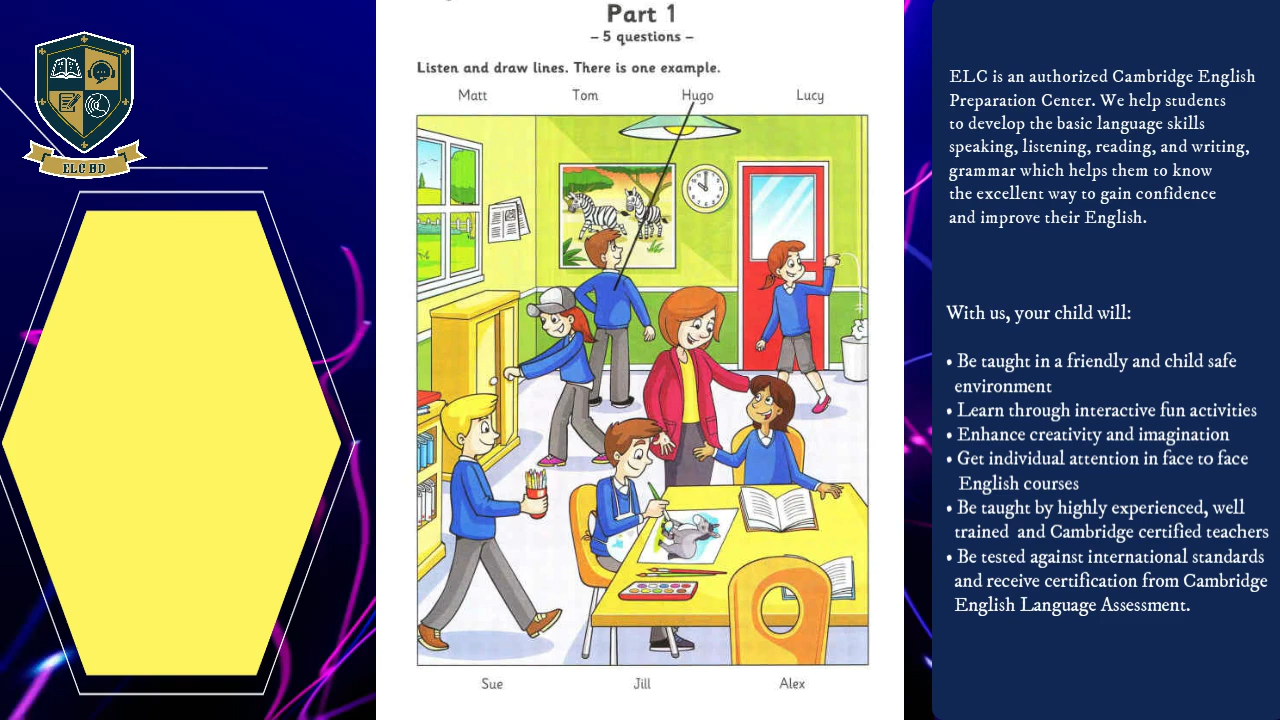 ELC BD
Part 1
– 5 questions –
Listen and draw lines. There is one example.
Matt Tom Hugo Lucy
Sue Jill Alex
ELC is an authorized Cambridge English
Preparation Center. We help students
to develop the basic language skills
speaking, listening, reading, and writing,
grammar which helps them to know
the excellent way to gain confidence
and improve their English.
With us, your child will:
• Be taught in a friendly and child safe
environment
• Learn through interactive fun activities
• Enhance creativity and imagination
• Get individual attention in face to face
English courses
• Be taught by highly experienced, well
trained and Cambridge certified teachers
• Be tested against international standards
and receive certification from Cambridge
English Language Assessment.